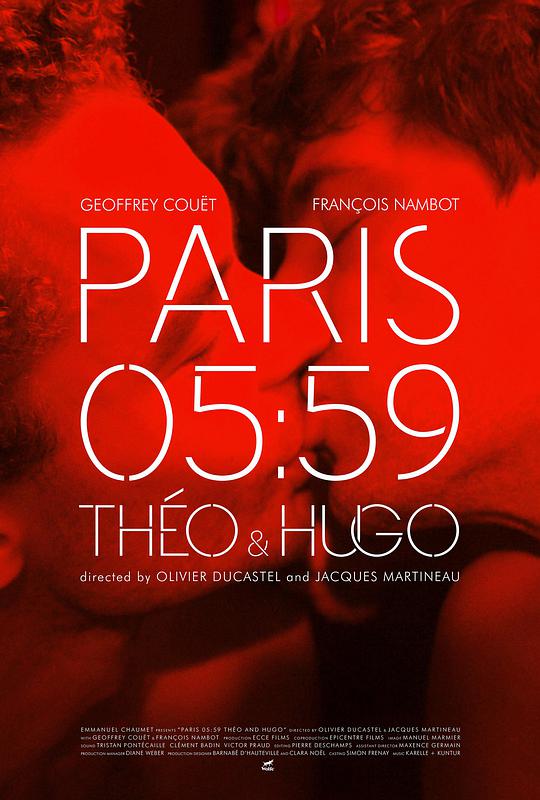 GEOFFREY COUËT FRANÇOIS NAMBOT
PARIS
05:59
THÉO & HUGO
directed by OLIVIER DUCASTEL and JACQUES MARTINEAU
EMMANUEL CHAUMET PRESENTS "PARIS 05:59 THÉO AND HUGO" DIRECTED BY OLIVIER DUCASTEL & JACQUES MARTINEAU
WITH GEOFFREY COUËT & FRANÇOIS NAMBOT PRODUCTION ECCE FILMS COPRODUCTION EPICENTRE FILMS IMAGE MANUEL MARMIER
SOUND TRISTAN PONTÉCAILLE CLÉMENT BADIN VICTOR PRAUD EDITING PIERRE DESCHAMPS ASSISTANT DIRECTOR MAXENCE GERMAIN
PRODUCTION MANAGER DIANE WEBER PRODUCTION DESIGNER BARNABÉ D'HAUTEVILLE AND CLARA NOËL CASTING SIMON FRENAY MUSIC KARELLE + KUNTUR